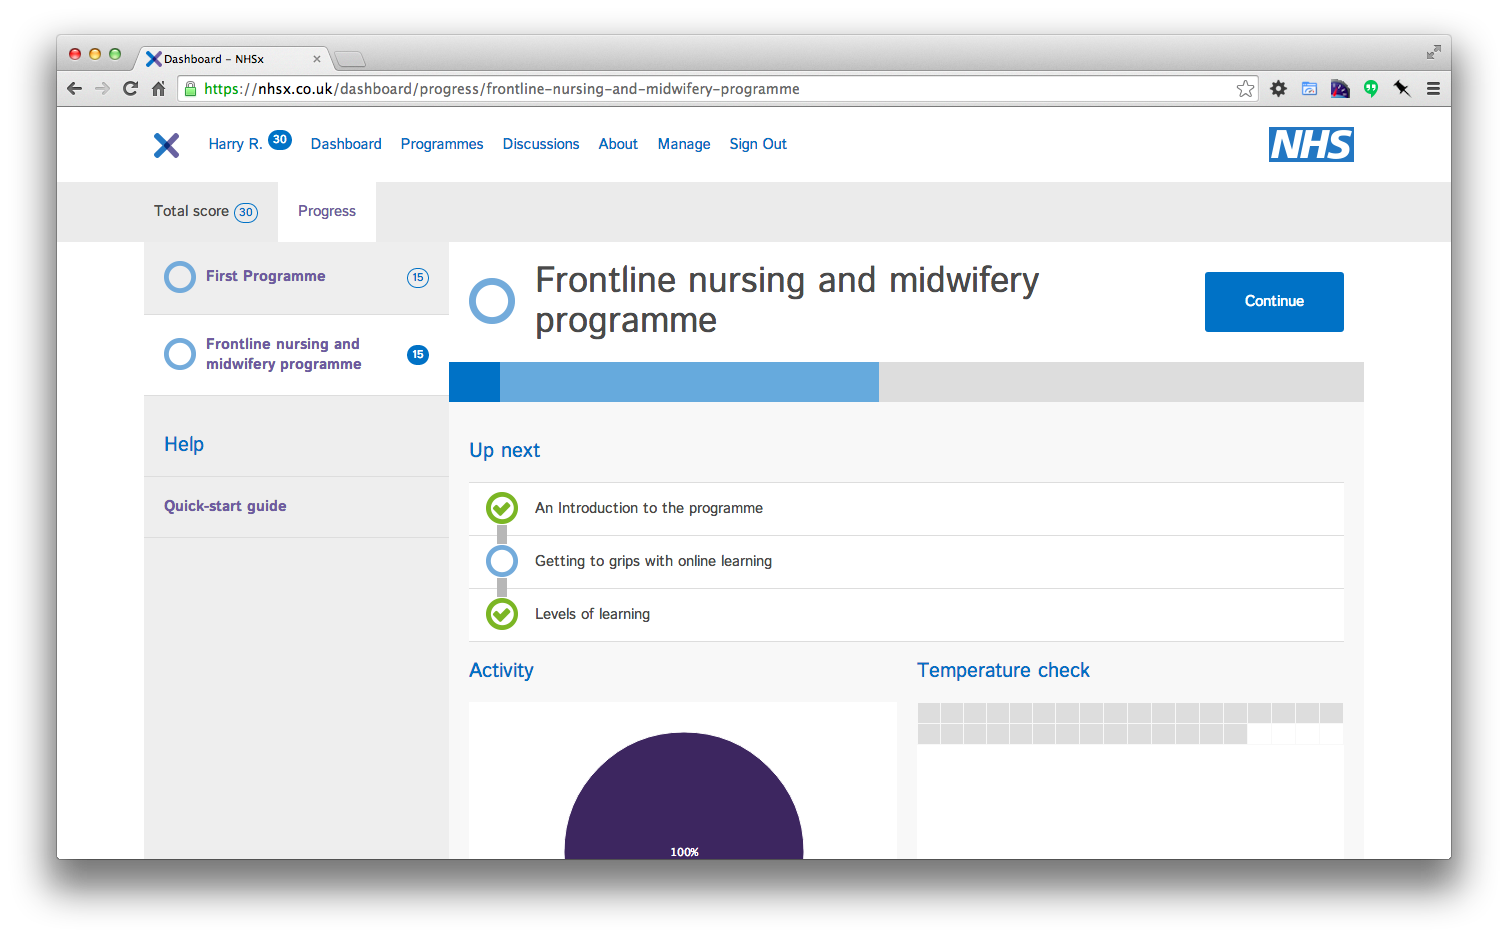 Dashboard – NHSx
https://nhsx.co.uk/dashboard/progress/frontline-nursing-and-midwifery-programme
Harry R. 30 Dashboard Programmes Discussions About Manage Sign Out
NHS
Total score 30 Progress
First Programme 15
Frontline nursing and
midwifery programme
15
Help
Quick-start guide
Frontline nursing and midwifery
programme
Continue
Up next
An Introduction to the programme
Getting to grips with online learning
Levels of learning
Activity
100%
Temperature check